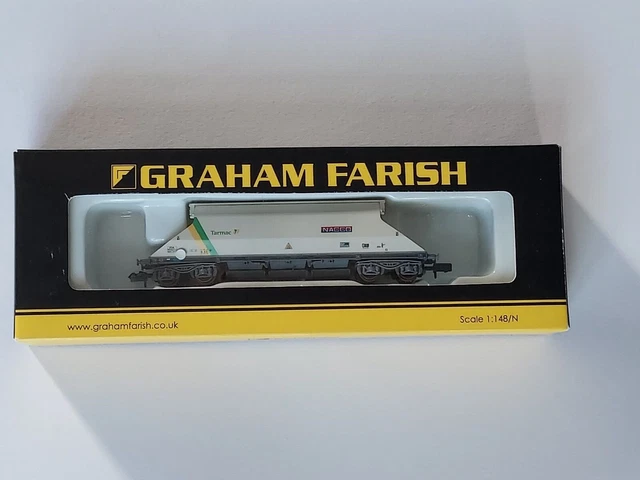 GRAHAM FARISH
Tarmac
NACCO
www.grahamfarish.co.uk
Scale 1:148/N